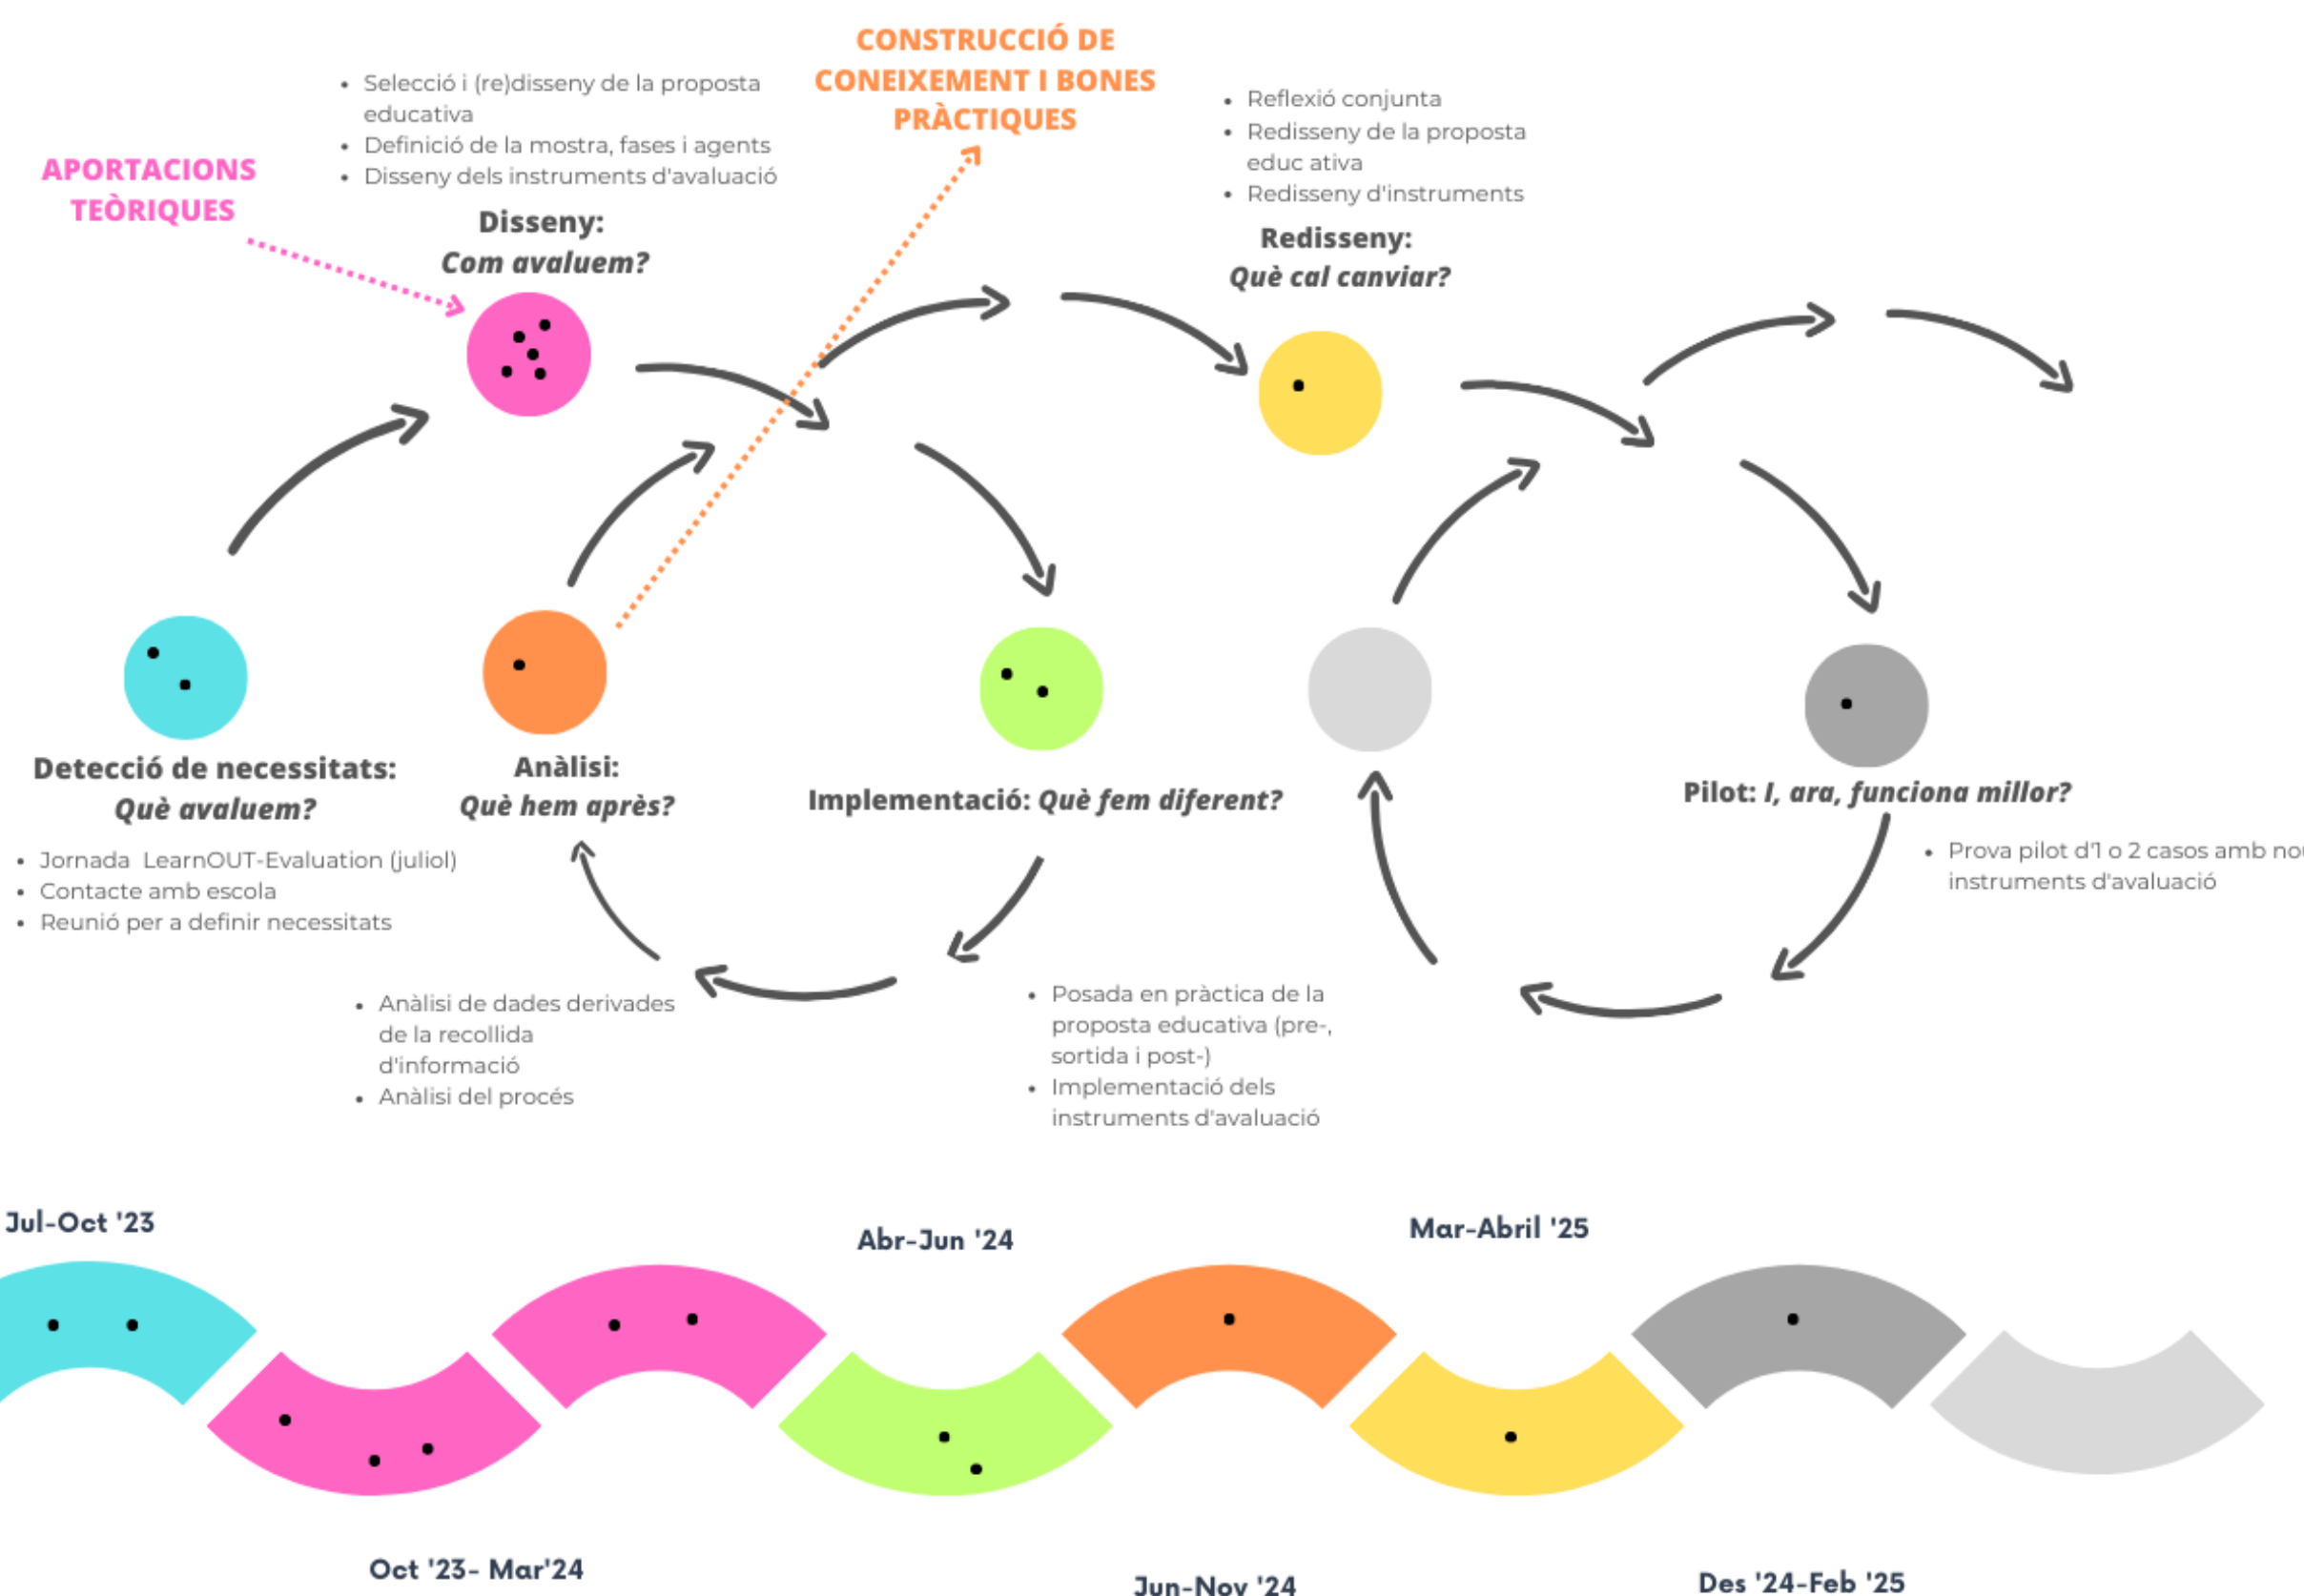 CONSTRUCCIÓ DE
CONEIXEMENT I BONES
PRÀCTIQUES
• Selecció i (re)disseny de la proposta
educativa
• Definició de la mostra, fases i agents
• Disseny dels instruments d'avaluació
• Reflexió conjunta
• Redisseny de la proposta
educ ativa
• Redisseny d'instruments
APORTACIONS
TEÒRIQUES
Disseny:
Com avaluem?
Redisseny:
Què cal canviar?
Detecció de necessitats:
Què avaluem?
Anàlisi:
Què hem après?
Implementació: Què fem diferent?
Pilot: I, ara, funciona millor?
• Jornada  LearnOUT-Evaluation (juliol)
• Contacte amb escola
• Reunió per a definir necessitats
• Prova pilot d'1 o 2 casos amb nou
instruments d'avaluació
• Anàlisi de dades derivades
de la recollida
d'informació
• Anàlisi del procés
• Posada en pràctica de la
proposta educativa (pre-,
sortida i post-)
• Implementació dels
instruments d'avaluació
Jul-Oct '23
Abr-Jun '24
Mar-Abril '25
Oct '23- Mar'24
Jun-Nov '24
Des '24-Feb '25